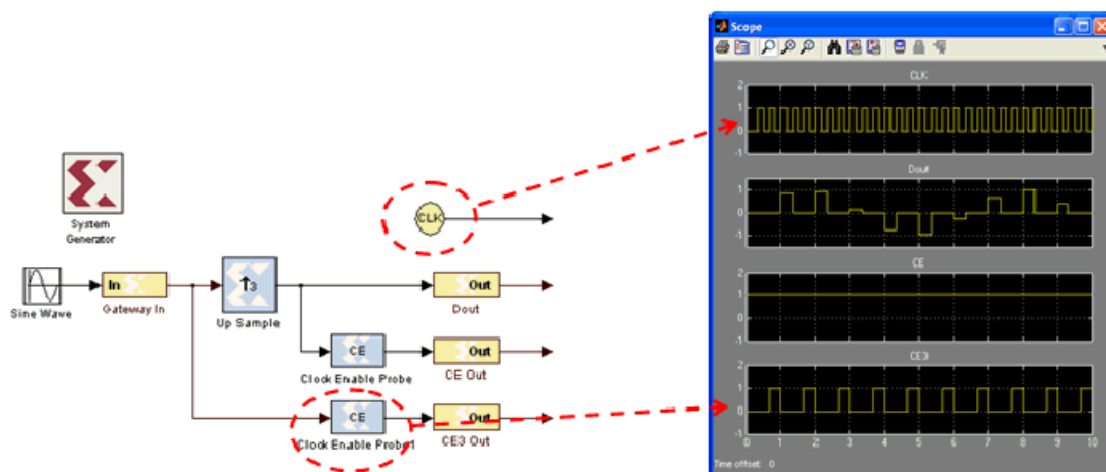 System
Generator
Sine Wave
In
Gateway In
↑3
Up Sample
CLK
Out
Dout
CE
Clock Enable Probe
Out
CE Out
CE
Clock Enable Probe1
Out
CE3 Out
Scope
CLK
2
1
0
-1
Dout
1
0
-1
CE
2
1
0
-1
CE3
2
1
0
-1
0 1 2 3 4 5 6 7 8 9 10
Time offset: 0